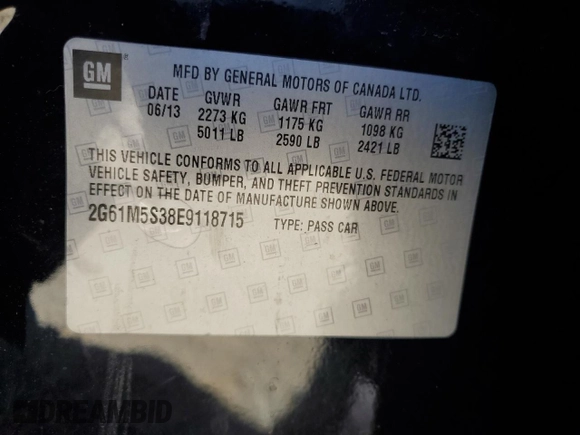 GM
MFD BY GENERAL MOTORS OF CANADA LTD.
DATE GVWR GAWR FRT GAWR RR
06/13 2273 KG 1175 KG 1098 KG
5011 LB 2590 LB 2421 LB
THIS VEHICLE CONFORMS TO ALL APPLICABLE U.S. FEDERAL MOTOR
VEHICLE SAFETY, BUMPER, AND THEFT PREVENTION STANDARDS IN
EFFECT ON THE DATE OF MANUFACTURE SHOWN ABOVE.
2G61M5S38E9118715 TYPE: PASS CAR
DREAMBID